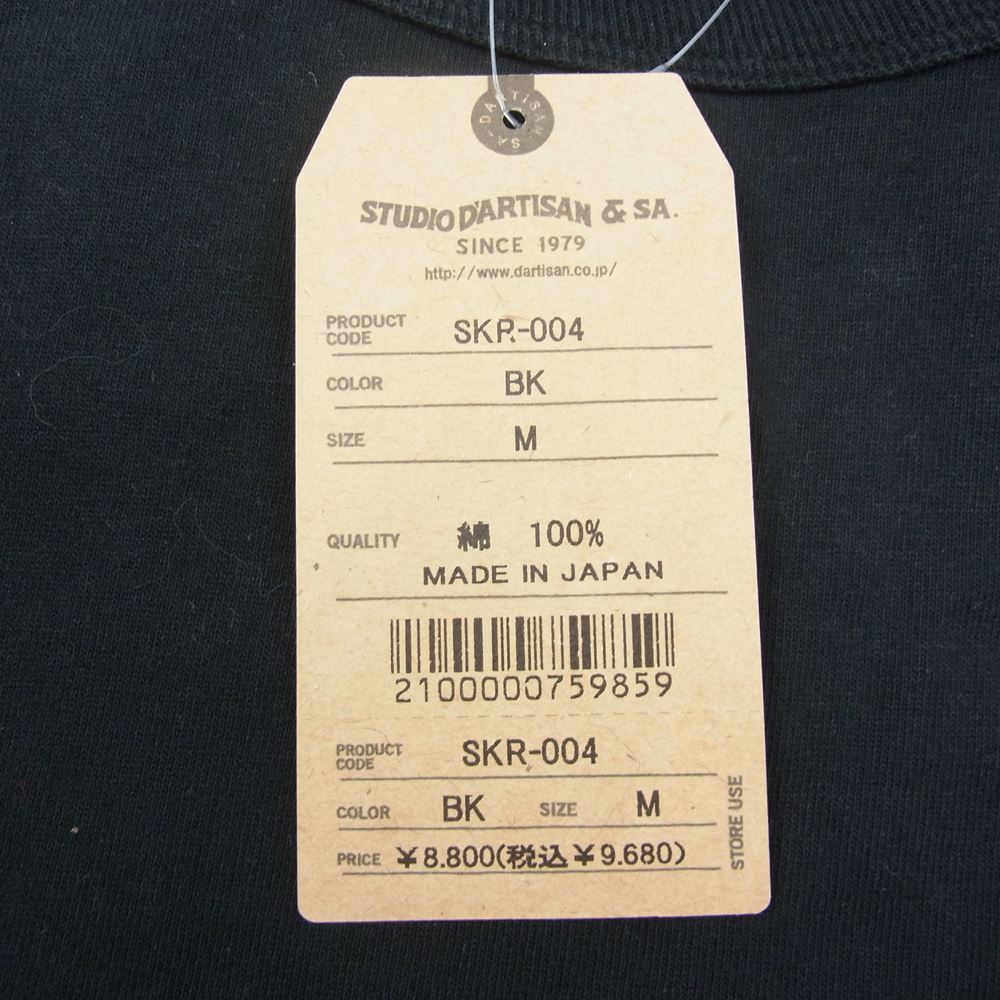 D'ARTISAN · SA ·
STUDIO D'ARTISAN & SA.
SINCE 1979
http://www.dartisan.co.jp/
PRODUCT CODE SKR-004
COLOR BK
SIZE M
QUALITY 綿 100%
MADE IN JAPAN
2100000759859
PRODUCT CODE SKR-004
COLOR BK SIZE M
PRICE ￥8.800(税込￥9.680)
STORE USE